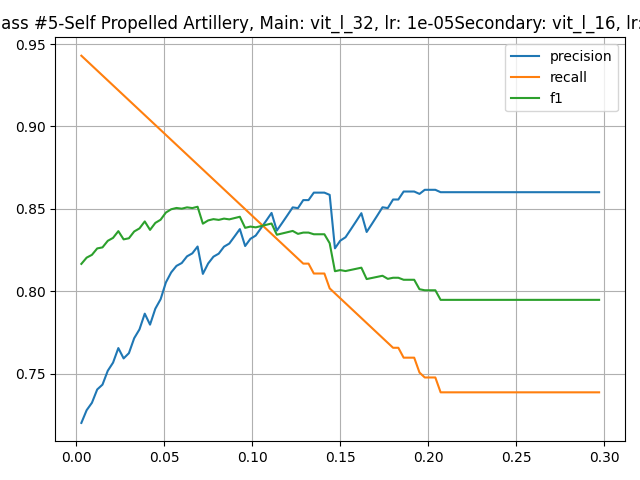 ass #5-Self Propelled Artillery, Main: vit_l_32, lr: 1e-05Secondary: vit_l_16, lr:
0.95
0.90
0.85
0.80
0.75
precision
recall
f1
0.00 0.05 0.10 0.15 0.20 0.25 0.30